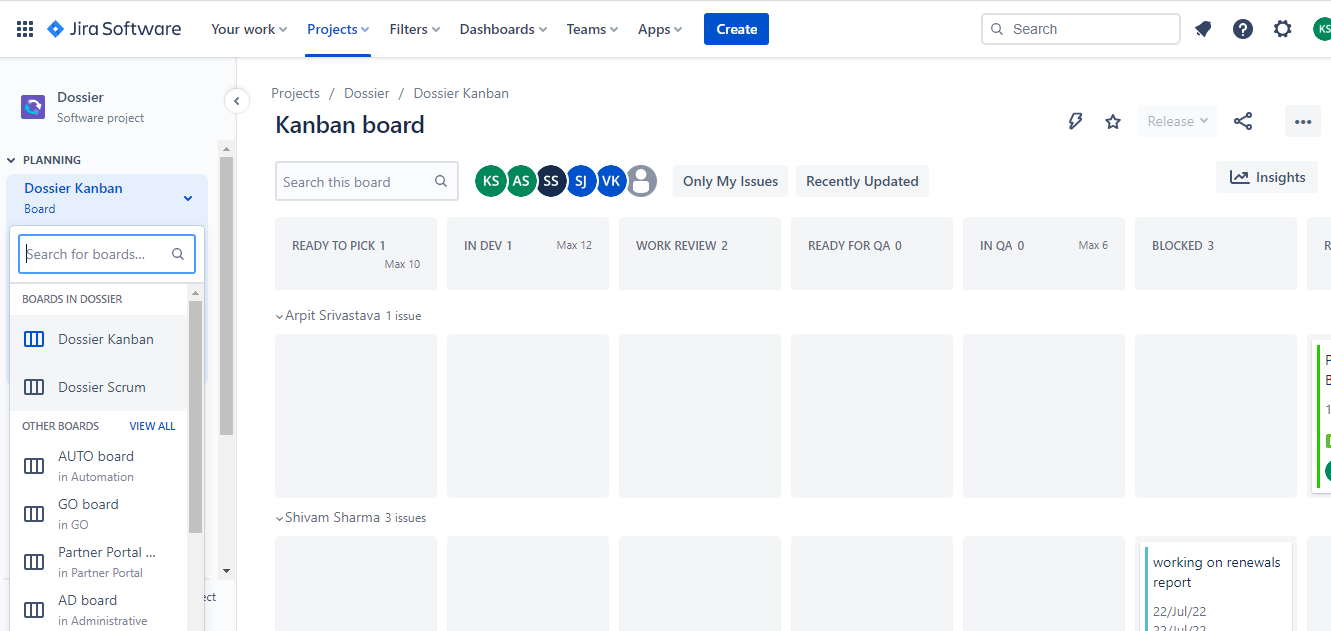 Jira Software
Your work
Projects
Filters
Dashboards
Teams
Apps
Create
Search
KS
Dossier
Software project
PLANNING
Dossier Kanban
Board
Search for boards...
BOARDS IN DOSSIER
Dossier Kanban
Dossier Scrum
OTHER BOARDS VIEW ALL
AUTO board
in Automation
GO board
in GO
Partner Portal ...
in Partner Portal
AD board
in Administrative
Projects / Dossier / Dossier Kanban
Kanban board
Release
Search this board
KS AS SS SJ VK
Only My Issues
Recently Updated
Insights
READY TO PICK 1
Max 10
IN DEV 1 Max 12
WORK REVIEW 2
READY FOR QA 0
IN QA 0 Max 6
BLOCKED 3
Arpit Srivastava 1 issue
Shivam Sharma 3 issues
working on renewals
report
22/Jul/22
22/Jul/22